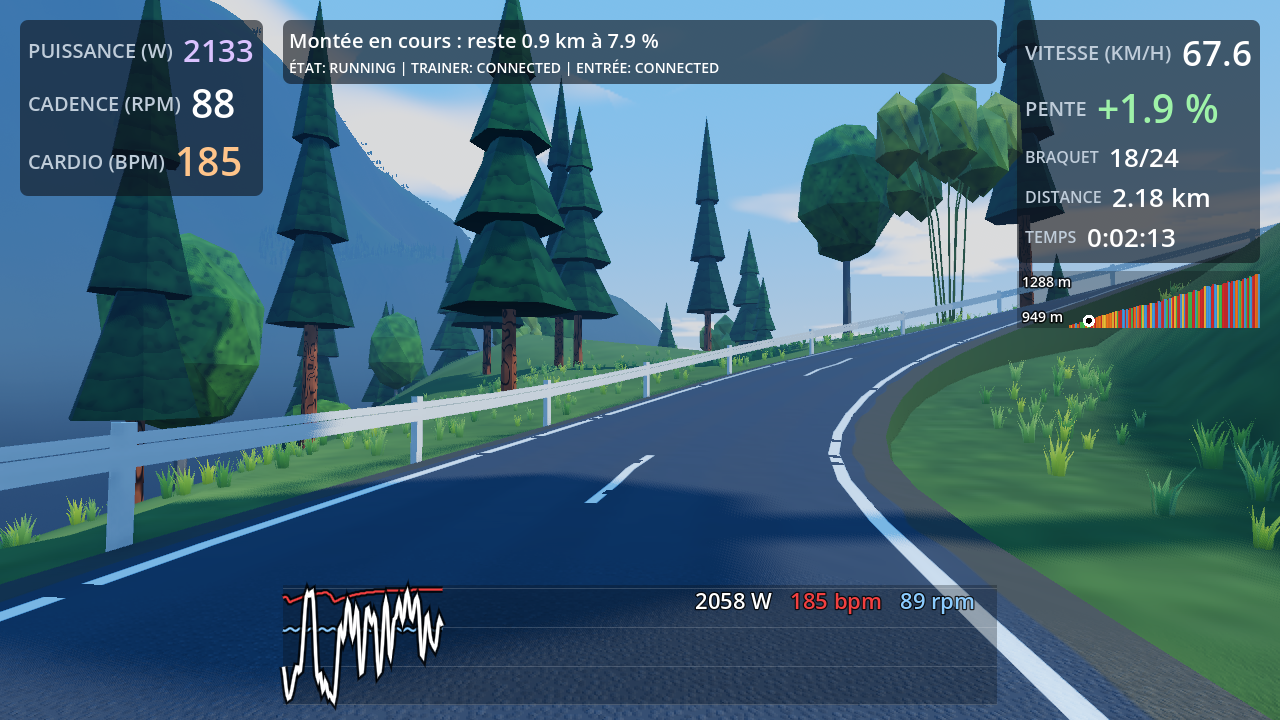 PUISSANCE (W) 2133
CADENCE (RPM) 88
CARDIO (BPM) 185
Montée en cours : reste 0.9 km à 7.9 %
ÉTAT: RUNNING | TRAINER: CONNECTED | ENTRÉE: CONNECTED
VITESSE (KM/H) 67.6
PENTE +1.9 %
BRAQUET 18/24
DISTANCE 2.18 km
TEMPS 0:02:13
1288 m
949 m
2058 W 185 bpm 89 rpm